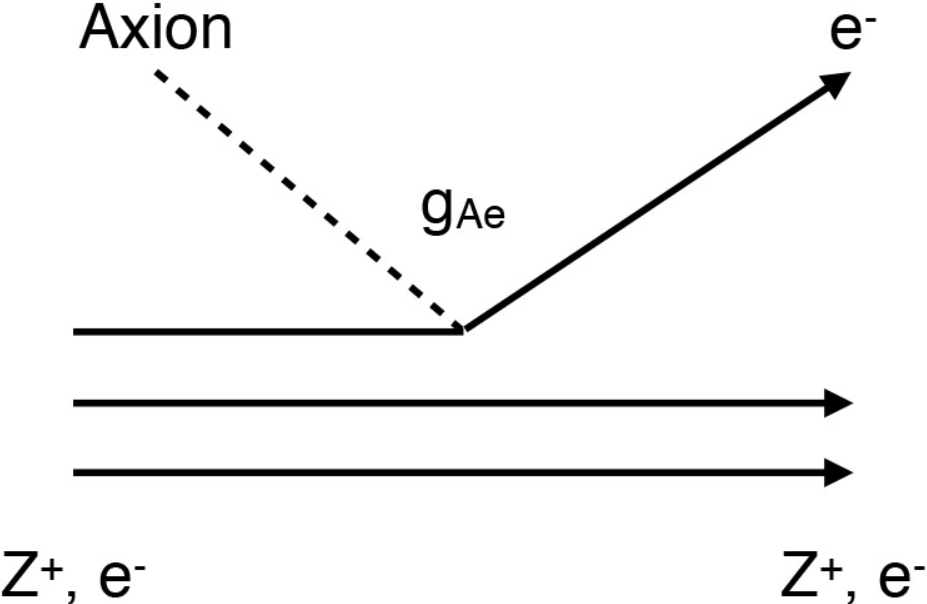 Axion e-
gAe
Z+, e- Z+, e-